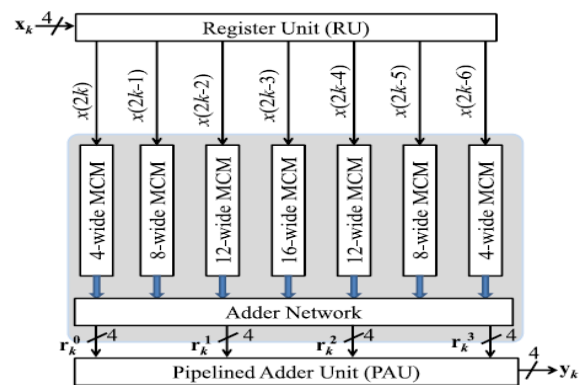 x_k 4 Register Unit (RU)
x(2k) x(2k-1) x(2k-2) x(2k-3) x(2k-4) x(2k-5) x(2k-6)
4-wide MCM 8-wide MCM 12-wide MCM 16-wide MCM 12-wide MCM 8-wide MCM 4-wide MCM
Adder Network
r_k^0 4 r_k^1 4 r_k^2 4 r_k^3 4
Pipelined Adder Unit (PAU) 4 y_k